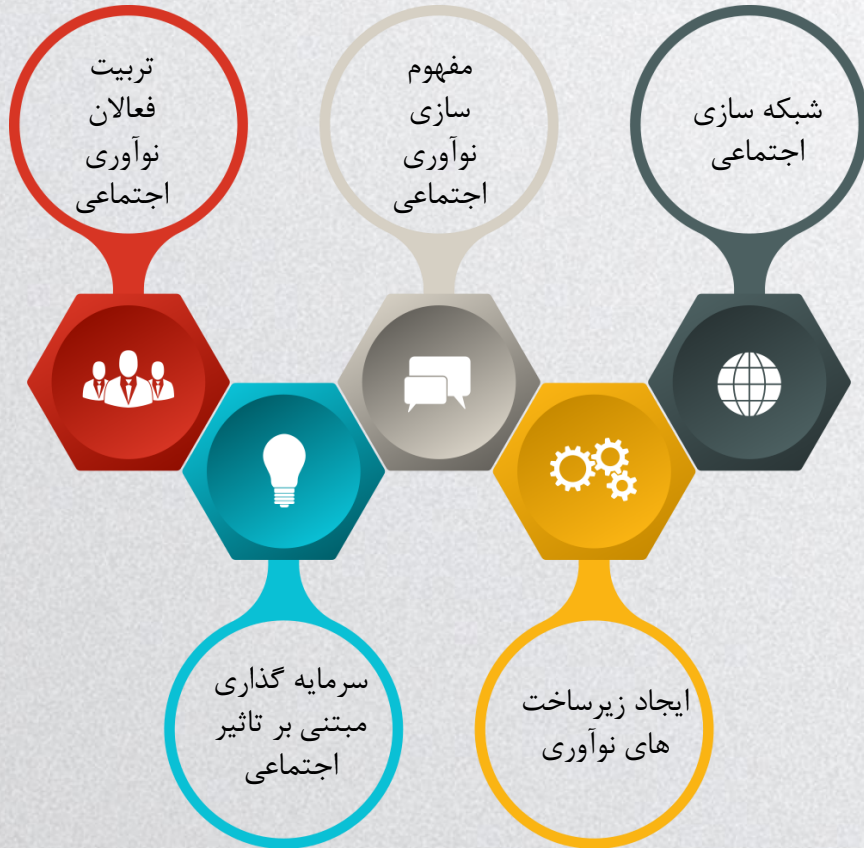 شبکه سازی
اجتماعی
مفهوم
سازی
نوآوری
اجتماعی
تربیت
فعالان
نوآوری
اجتماعی
ایجاد زیرساخت
های نوآوری
سرمایه گذاری
مبتنی بر تاثیر
اجتماعی